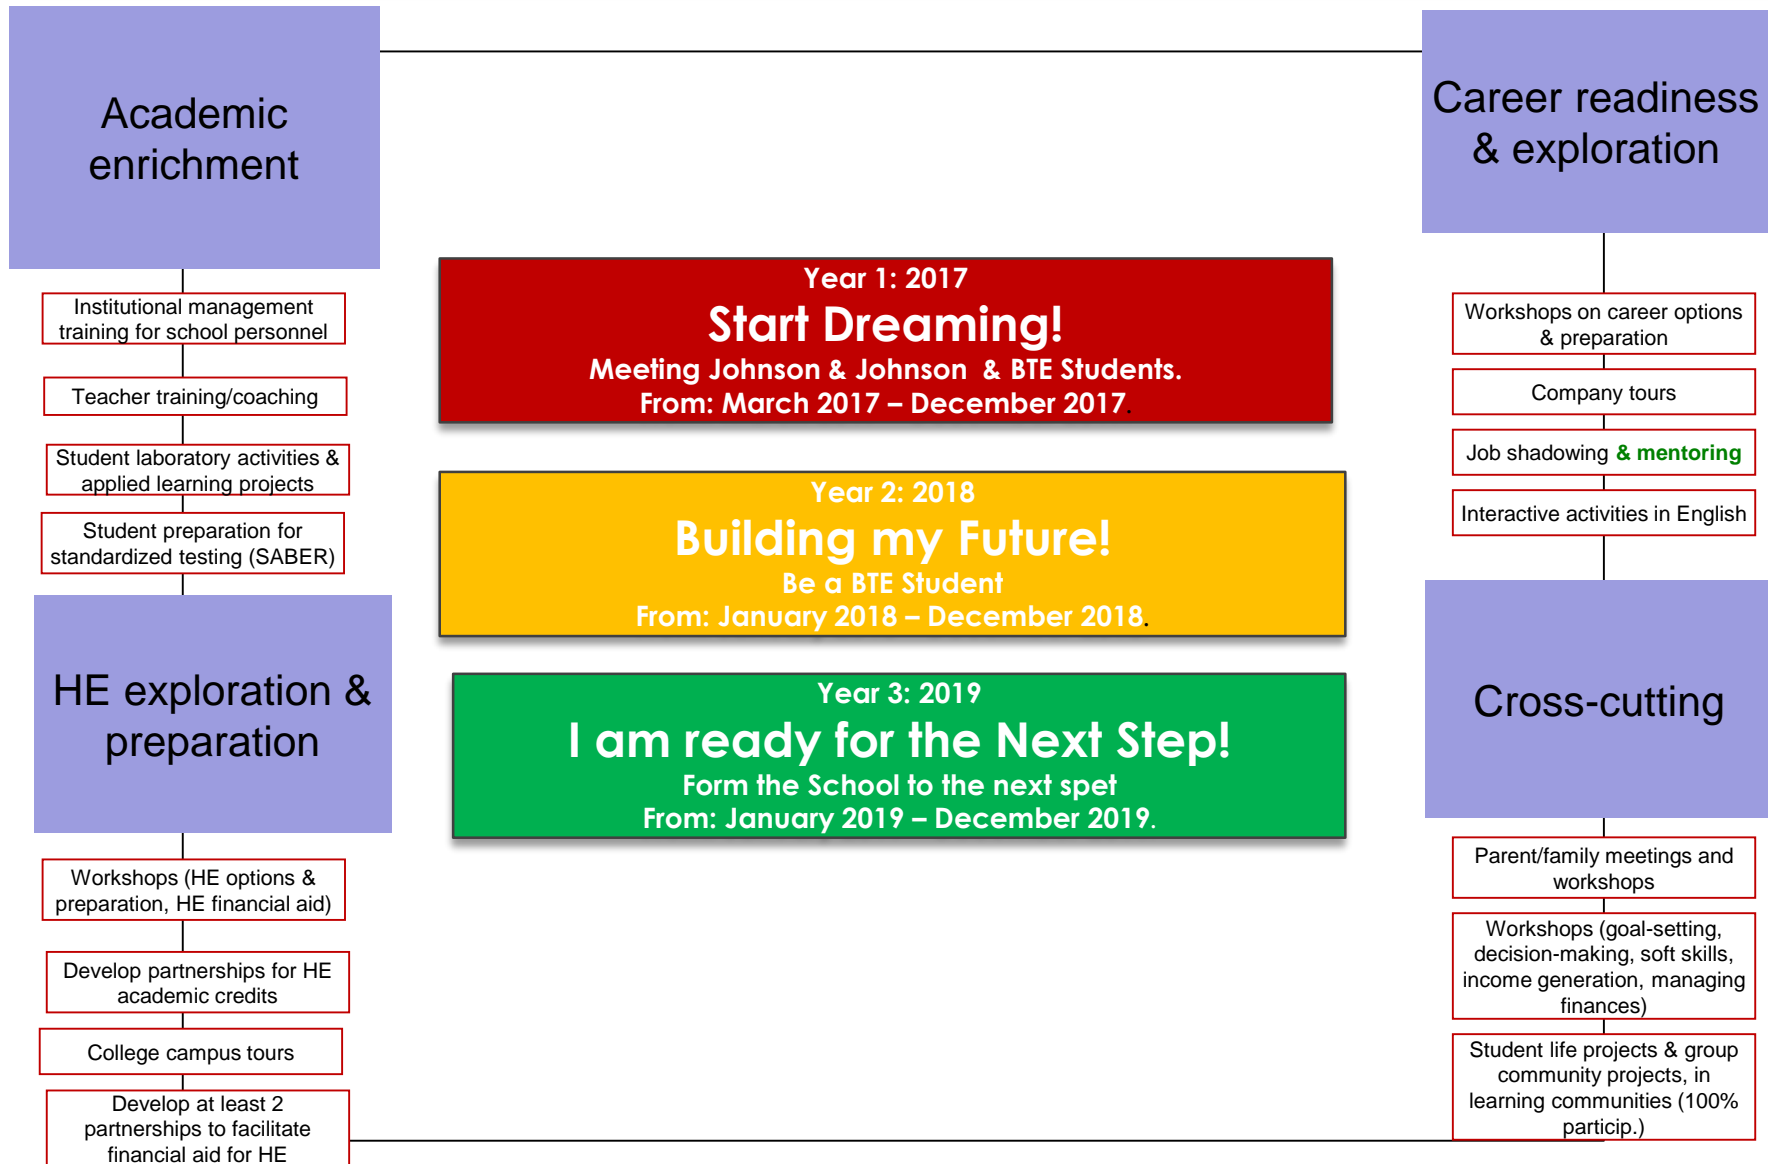 Academic
enrichment
Institutional management
training for school personnel
Teacher training/coaching
Student laboratory activities &
applied learning projects
Student preparation for
standardized testing (SABER)
HE exploration &
preparation
Workshops (HE options &
preparation, HE financial aid)
Develop partnerships for HE
academic credits
College campus tours
Develop at least 2
partnerships to facilitate
financial aid for HE
Year 1: 2017
Start Dreaming!
Meeting Johnson & Johnson & BTE Students.
From: March 2017 – December 2017.
Year 2: 2018
Building my Future!
Be a BTE Student
From: January 2018 – December 2018.
Year 3: 2019
I am ready for the Next Step!
Form the School to the next spet
From: January 2019 – December 2019.
Career readiness
& exploration
Workshops on career options
& preparation
Company tours
Job shadowing & mentoring
Interactive activities in English
Cross-cutting
Parent/family meetings and
workshops
Workshops (goal-setting,
decision-making, soft skills,
income generation, managing
finances)
Student life projects & group
community projects, in
learning communities (100%
particip.)